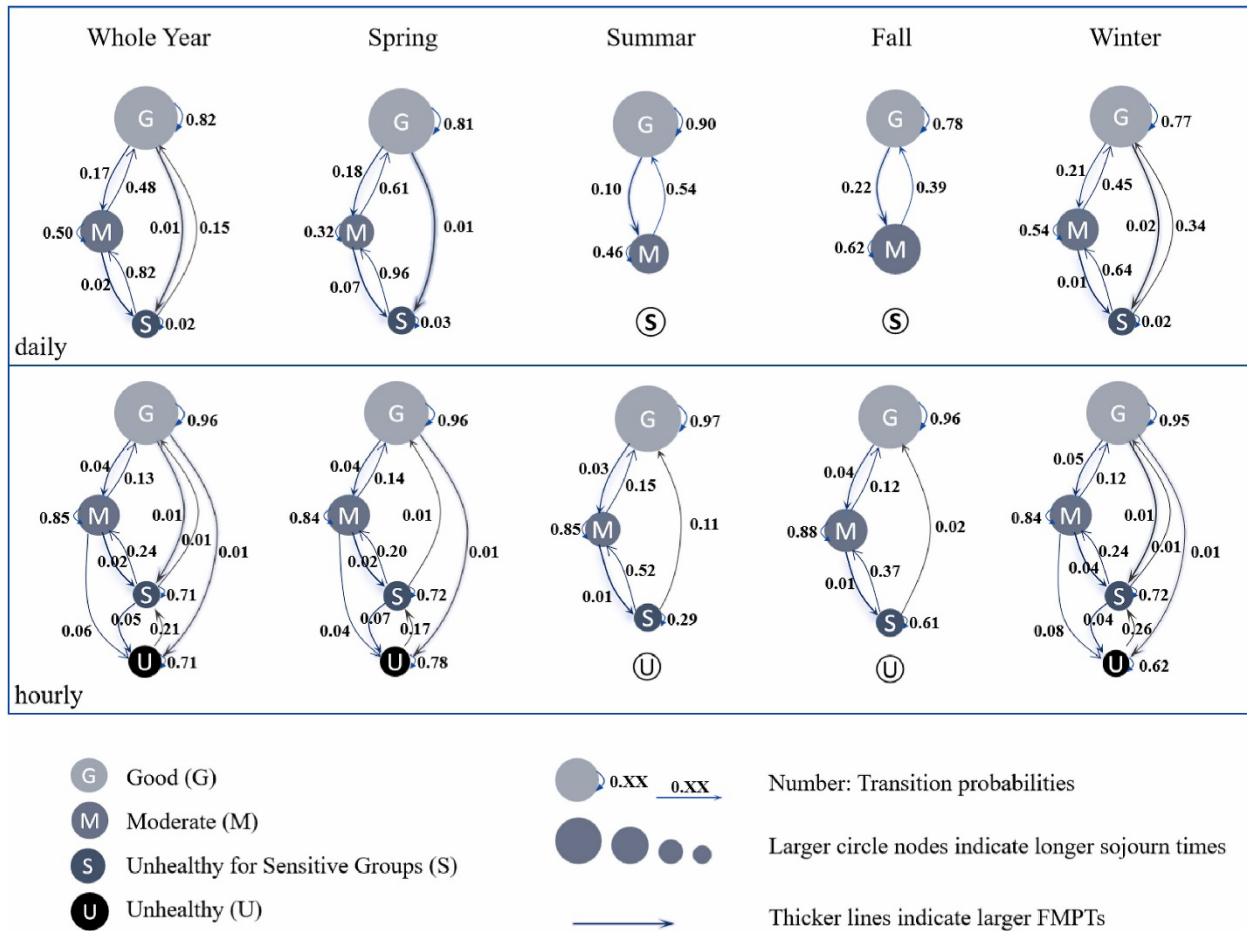 Whole Year Spring Summar Fall Winter
G 0.82 G 0.81 G 0.90 G 0.78 G 0.77
0.17 0.48 0.18 0.61 0.10 0.54 0.22 0.39 0.21 0.45
0.50 M 0.01 0.15 0.32 M 0.01 0.46 M 0.62 M 0.54 M 0.02 0.34
0.02 0.82 0.07 0.96 0.01 0.64
S 0.02 S 0.03 S S S 0.02
daily
G 0.96 G 0.96 G 0.97 G 0.96 G 0.95
0.04 0.13 0.04 0.14 0.03 0.15 0.04 0.12 0.05 0.12
0.85 M 0.01 0.01 0.01 0.84 M 0.01 0.01 0.85 M 0.11 0.88 M 0.02 0.84 M 0.01 0.01 0.01
0.02 0.24 0.02 0.20 0.01 0.52 0.01 0.37 0.04 0.24
S 0.71 S 0.72 S 0.29 S 0.61 S 0.72
0.06 0.05 0.21 0.04 0.07 0.17 0.08 0.04 0.26
U 0.71 U 0.78 U U U 0.62
hourly
G Good (G)
M Moderate (M)
S Unhealthy for Sensitive Groups (S)
U Unhealthy (U)
0.XX 0.XX Number: Transition probabilities
Larger circle nodes indicate longer sojourn times
Thicker lines indicate larger FMPTs